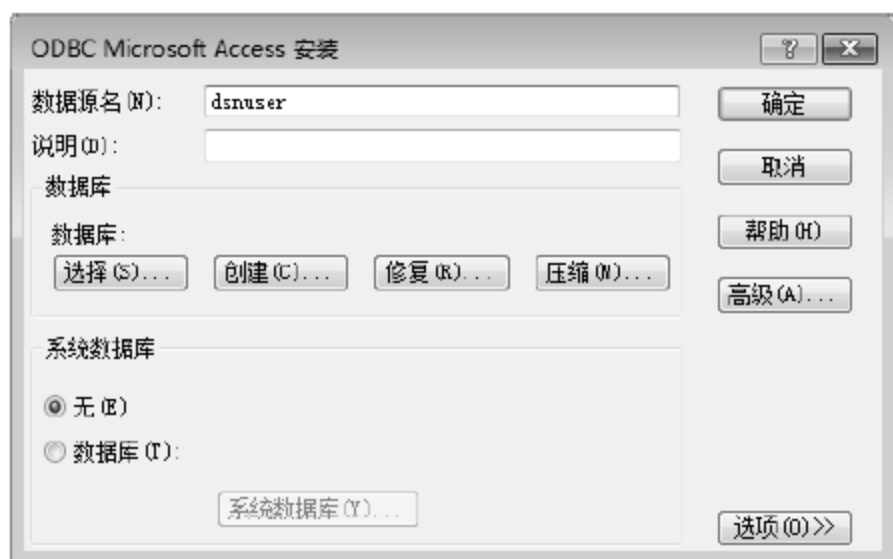 ODBC Microsoft Access 安装
数据源名(N): dsnuser
确定
说明(D):
取消
数据库
数据库:
帮助(H)
选择(S)... 创建(C)... 修复(R)... 压缩(M)...
高级(A)...
系统数据库
无(E)
数据库(T):
系统数据库(Y)...
选项(O)>>